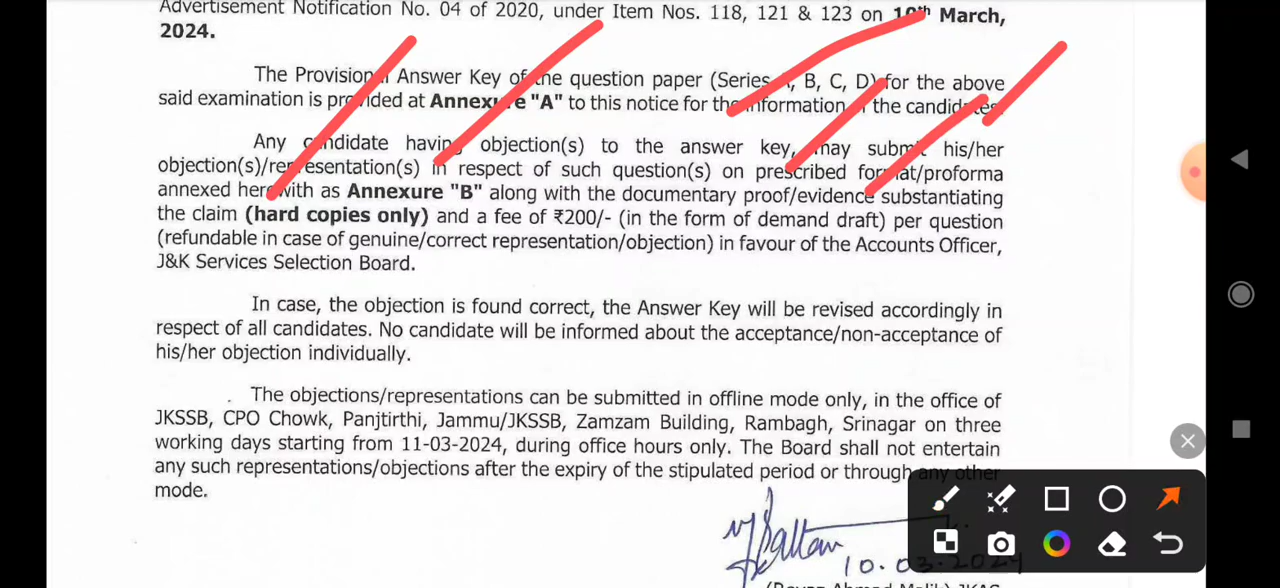 Advertisement Notification No. 04 of 2020, under Item Nos. 118, 121 & 123 on 10th March,
2024.
The Provisional Answer Key of the question paper (Series A, B, C, D) for the above
said examination is provided at Annexure "A" to this notice for the information of the candidates.
Any candidate having objection(s) to the answer key, may submit his/her
objection(s)/representation(s) in respect of such question(s) on prescribed format/proforma
annexed herewith as Annexure "B" along with the documentary proof/evidence substantiating
the claim (hard copies only) and a fee of ₹200/- (in the form of demand draft) per question
(refundable in case of genuine/correct representation/objection) in favour of the Accounts Officer,
J&K Services Selection Board.
In case, the objection is found correct, the Answer Key will be revised accordingly in
respect of all candidates. No candidate will be informed about the acceptance/non-acceptance of
his/her objection individually.
The objections/representations can be submitted in offline mode only, in the office of
JKSSB, CPO Chowk, Panjtirthi, Jammu/JKSSB, Zamzam Building, Rambagh, Srinagar on three
working days starting from 11-03-2024, during office hours only. The Board shall not entertain
any such representations/objections after the expiry of the stipulated period or through any other
mode.
10.03.2024